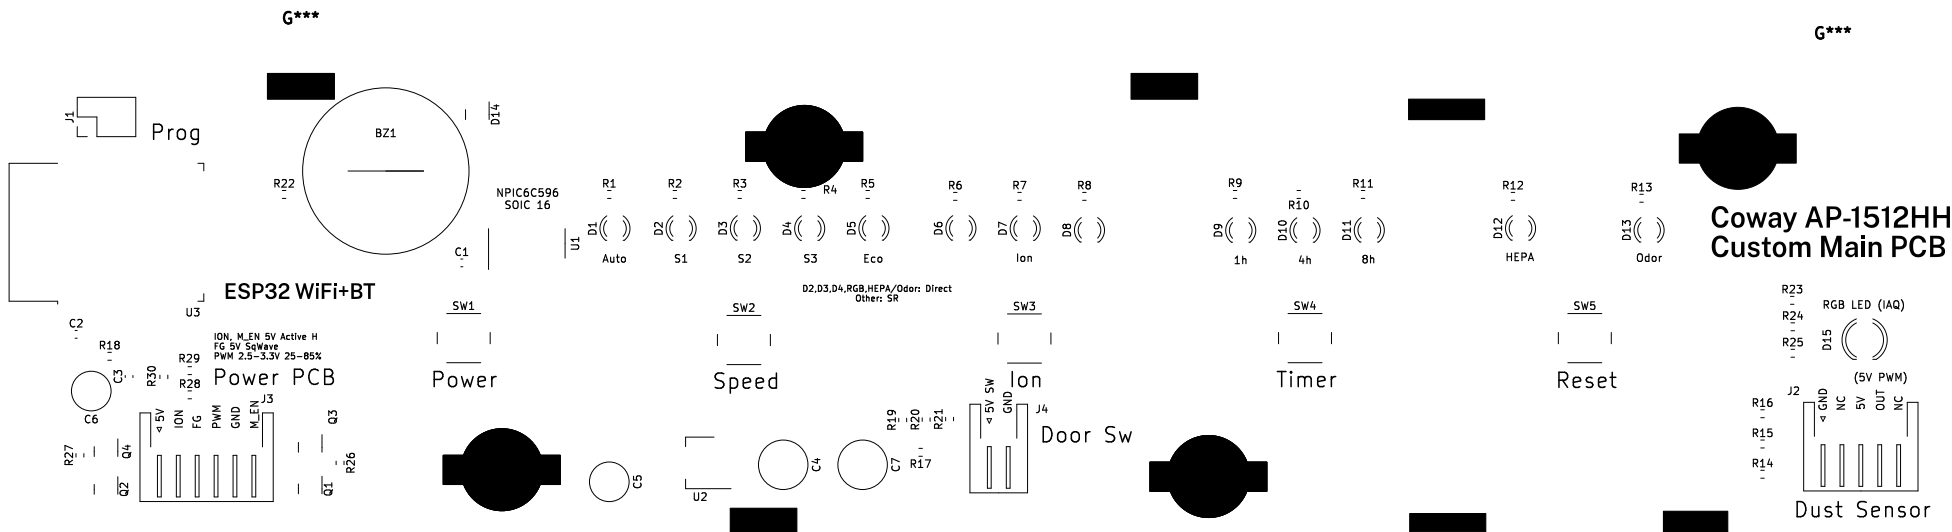 G***
G***
J1
Prog
BZ1
D14
R22
NPIC6C596
SOIC 16
C1
U1
R1
R2
R3
R4
R5
R6
R7
R8
R9
R10
R11
R12
R13
D1
D2
D3
D4
D5
D6
D7
D8
D9
D10
D11
D12
D13
Auto
S1
S2
S3
Eco
Ion
1h
4h
8h
HEPA
Odor
Coway AP-1512HH
Custom Main PCB
ESP32 WiFi+BT
U3
D2,D3,D4,RGB,HEPA/Odor: Direct
Other: SR
SW1
SW2
SW3
SW4
SW5
Power
Speed
Ion
Timer
Reset
R23
R24
R25
RGB LED (IAQ)
D15
(5V PWM)
C2
R18
ION, M_EN 5V Active H
FG 5V SqWave
PWM 2.5-3.3V 25-85%
C3
R30
R29
R28
Power PCB
C6
J3
5V
ION
FG
PWM
GND
M_EN
Q3
R27
Q4
Q2
Q1
R26
C5
U2
C4
C7
R19
R20
R21
R17
5V SW
GND
J4
Door Sw
R16
R15
R14
J2
GND
NC
5V
OUT
NC
Dust Sensor